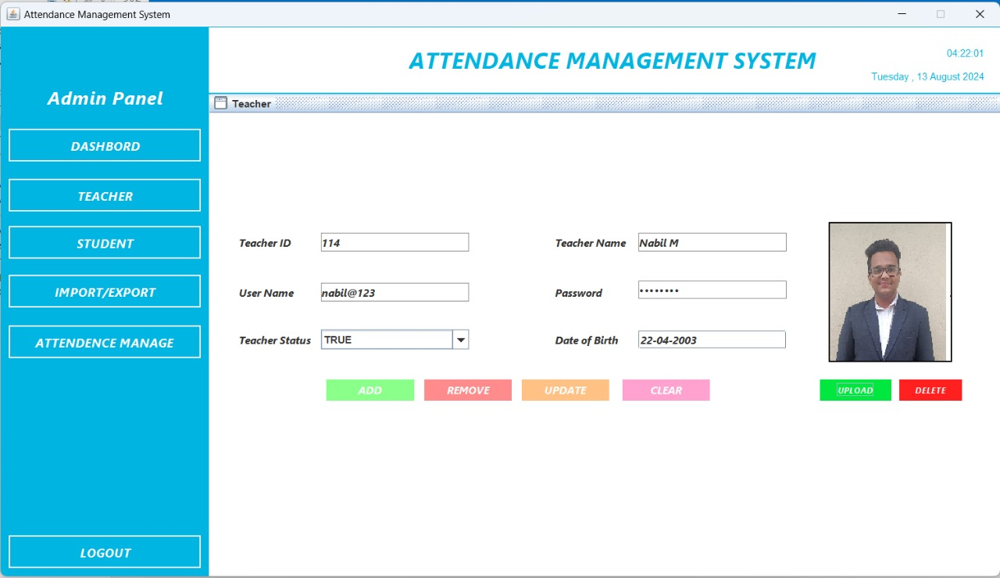 Attendance Management System
ATTENDANCE MANAGEMENT SYSTEM
04:22:01
Tuesday , 13 August 2024
Admin Panel
DASHBORD
TEACHER
STUDENT
IMPORT/EXPORT
ATTENDENCE MANAGE
LOGOUT
Teacher
Teacher ID 114 Teacher Name Nabil M
User Name nabil@123 Password ••••••••
Teacher Status TRUE Date of Birth 22-04-2003
ADD REMOVE UPDATE CLEAR UPLOAD DELETE